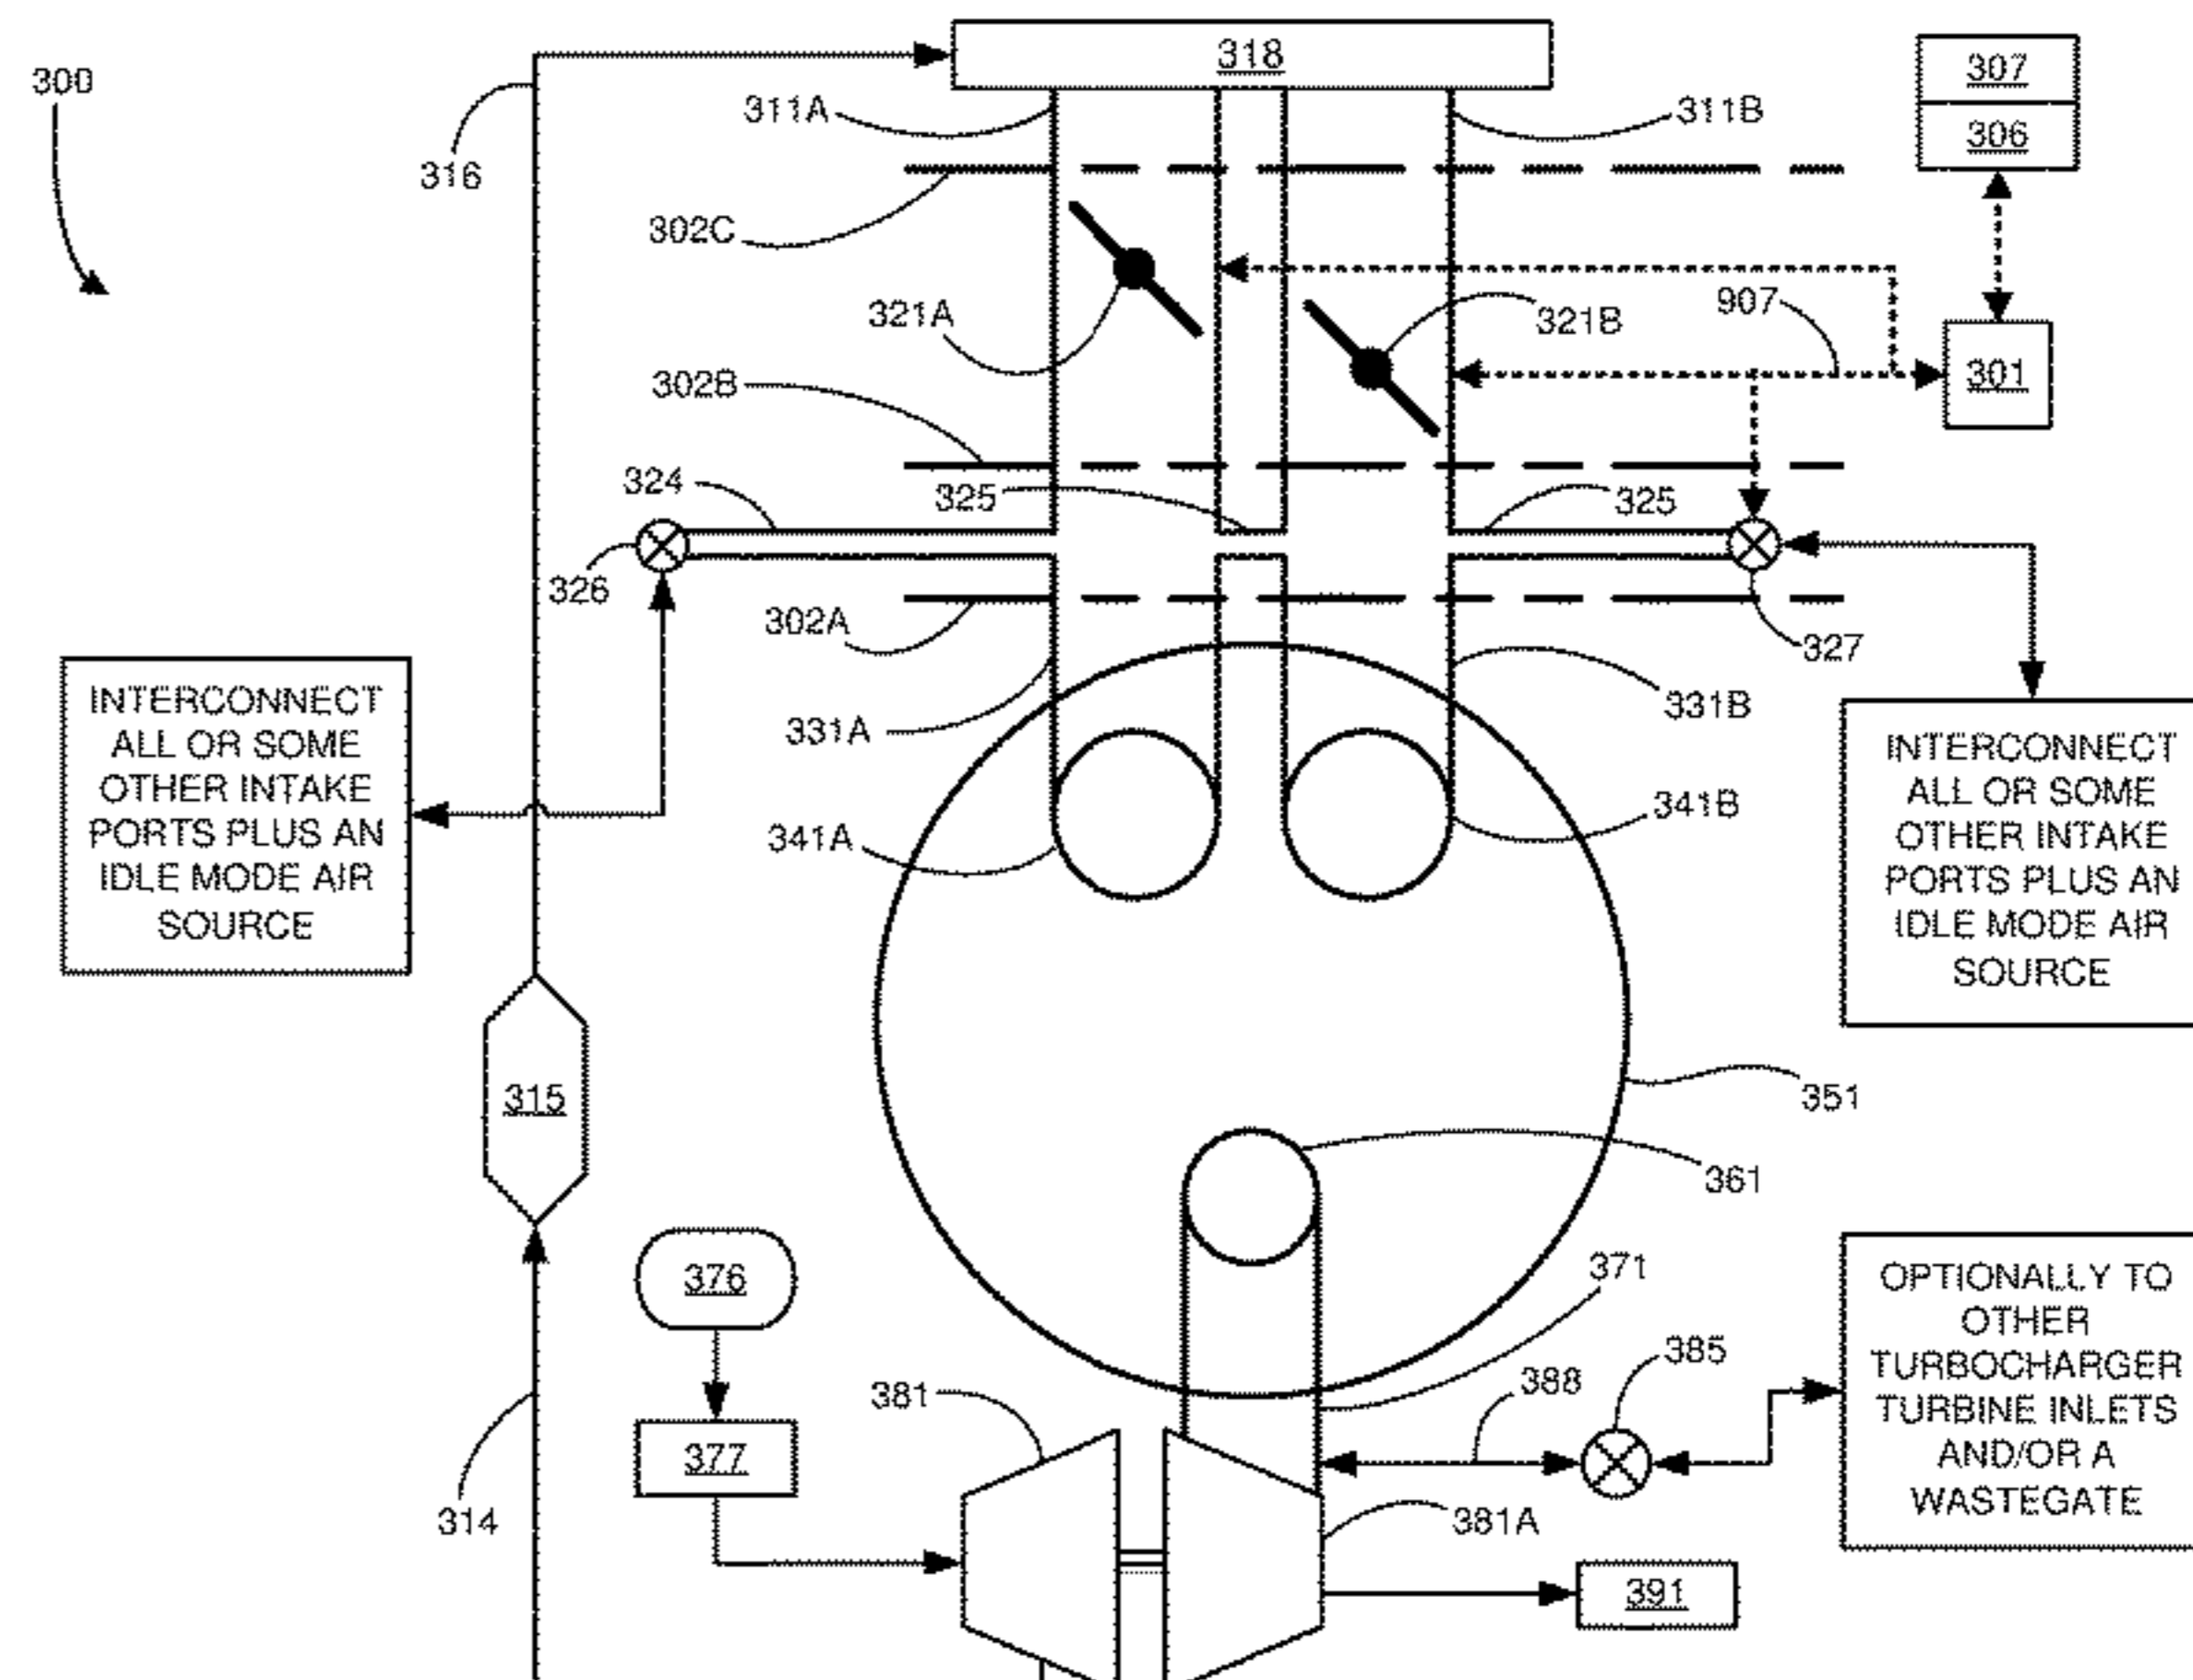 318
307
300
311A
311B
306
316
302C
321A
321B
907
301
302B
324
325
325
326
302A
327
331A
331B
INTERCONNECT
ALL OR SOME
OTHER INTAKE
PORTS PLUS AN
IDLE MODE AIR
SOURCE
341A
341B
INTERCONNECT
ALL OR SOME
OTHER INTAKE
PORTS PLUS AN
IDLE MODE AIR
SOURCE
315
351
361
376
371
385
388
381
OPTIONALLY TO
OTHER
TURBOCHARGER
TURBINE INLETS
AND/OR A
WASTEGATE
377
314
381A
391